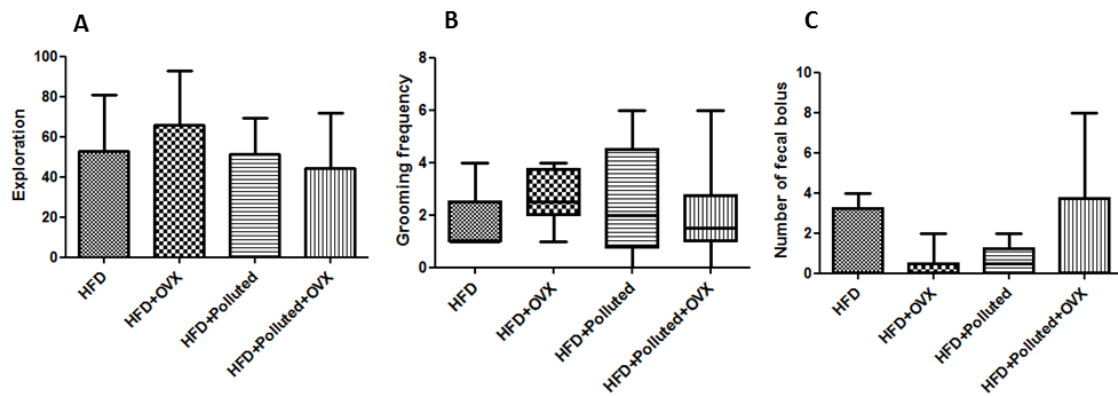 A
Exploration
100
80
60
40
20
0
HFD
HFD+OVX
HFD+Polluted
HFD+Polluted+OVX
B
Grooming frequency
8
6
4
2
0
HFD
HFD+OVX
HFD+Polluted
HFD+Polluted+OVX
C
Number of fecal bolus
10
8
6
4
2
0
HFD
HFD+OVX
HFD+Polluted
HFD+Polluted+OVX